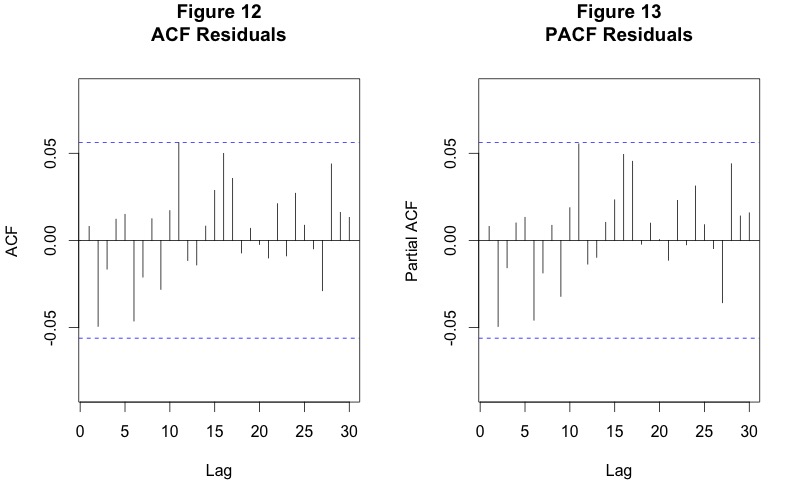 Figure 12
ACF Residuals
ACF
0.05
0.00
-0.05
0 5 10 15 20 25 30
Lag
Figure 13
PACF Residuals
Partial ACF
0.05
0.00
-0.05
0 5 10 15 20 25 30
Lag